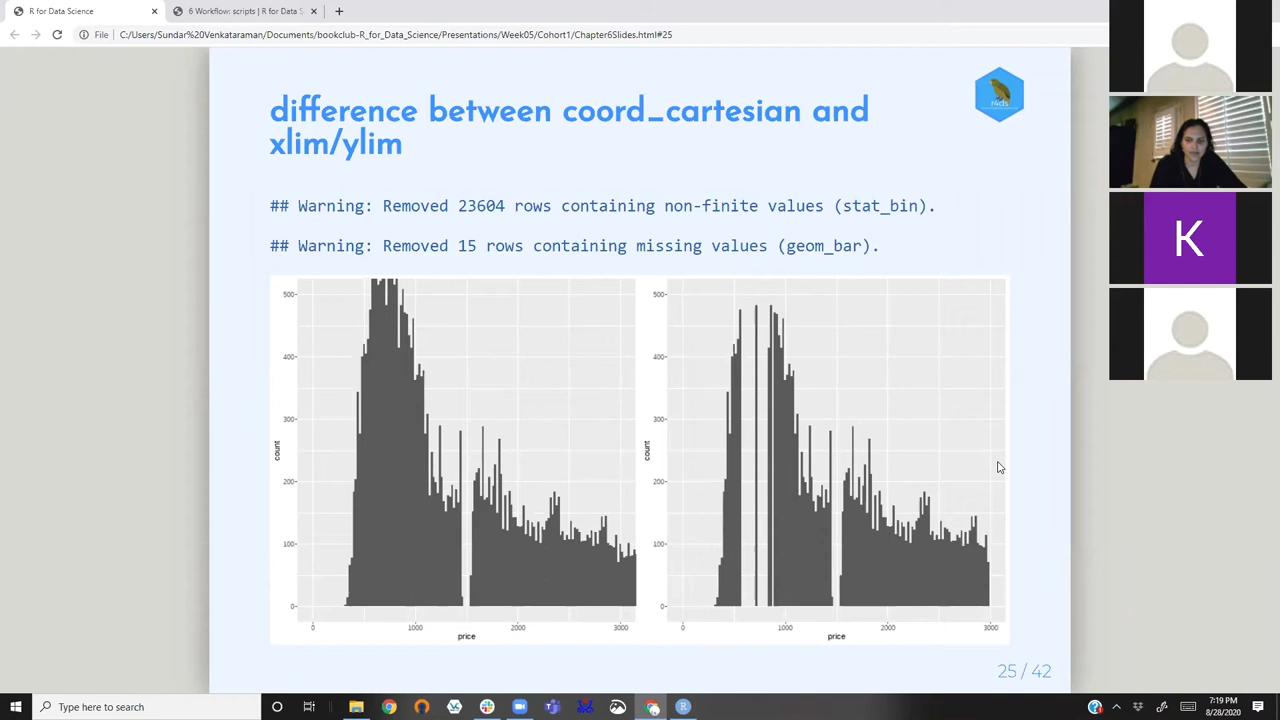 R for Data Science
6 Workflow: scripts | R for Data S
File
C:/Users/Sundar%20Venkataraman/Documents/bookclub-R_for_Data_Science/Presentations/Week05/Cohort1/Chapter6Slides.html#25
difference between coord_cartesian and
xlim/ylim
r4ds
## Warning: Removed 23604 rows containing non-finite values (stat_bin).
## Warning: Removed 15 rows containing missing values (geom_bar).
500
400
300
200
100
0
count
0 1000 2000 3000
price
500
400
300
200
100
0
count
0 1000 2000 3000
price
25 / 42
K
Type here to search
7:19 PM
8/28/2020